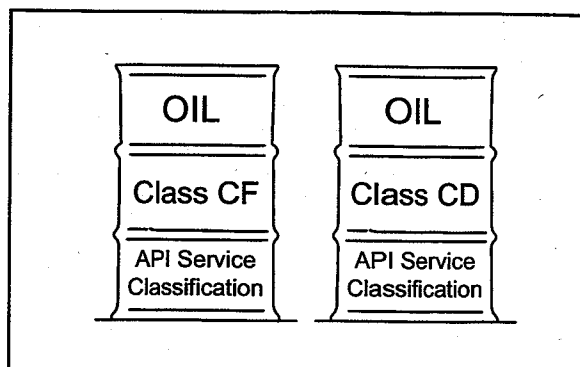 OIL
Class CF
API Service
Classification
OIL
Class CD
API Service
Classification